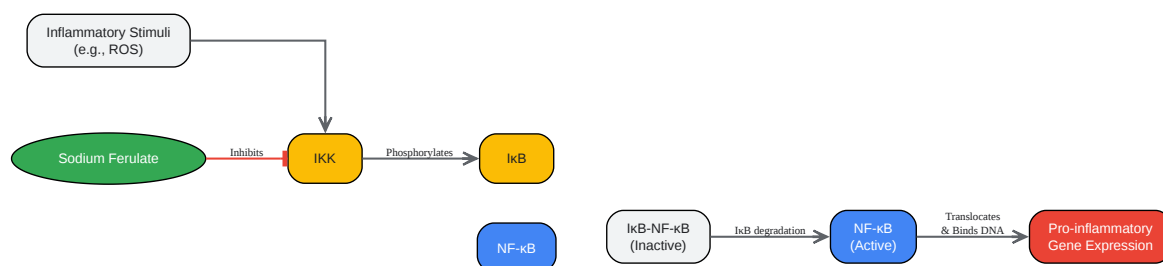 Inflammatory Stimuli
(e.g., ROS)
Sodium Ferulate
Inhibits
IKK
Phosphorylates
IκB
NF-κB
IκB-NF-κB
(Inactive)
IκB degradation
NF-κB
(Active)
Translocates
& Binds DNA
Pro-inflammatory
Gene Expression